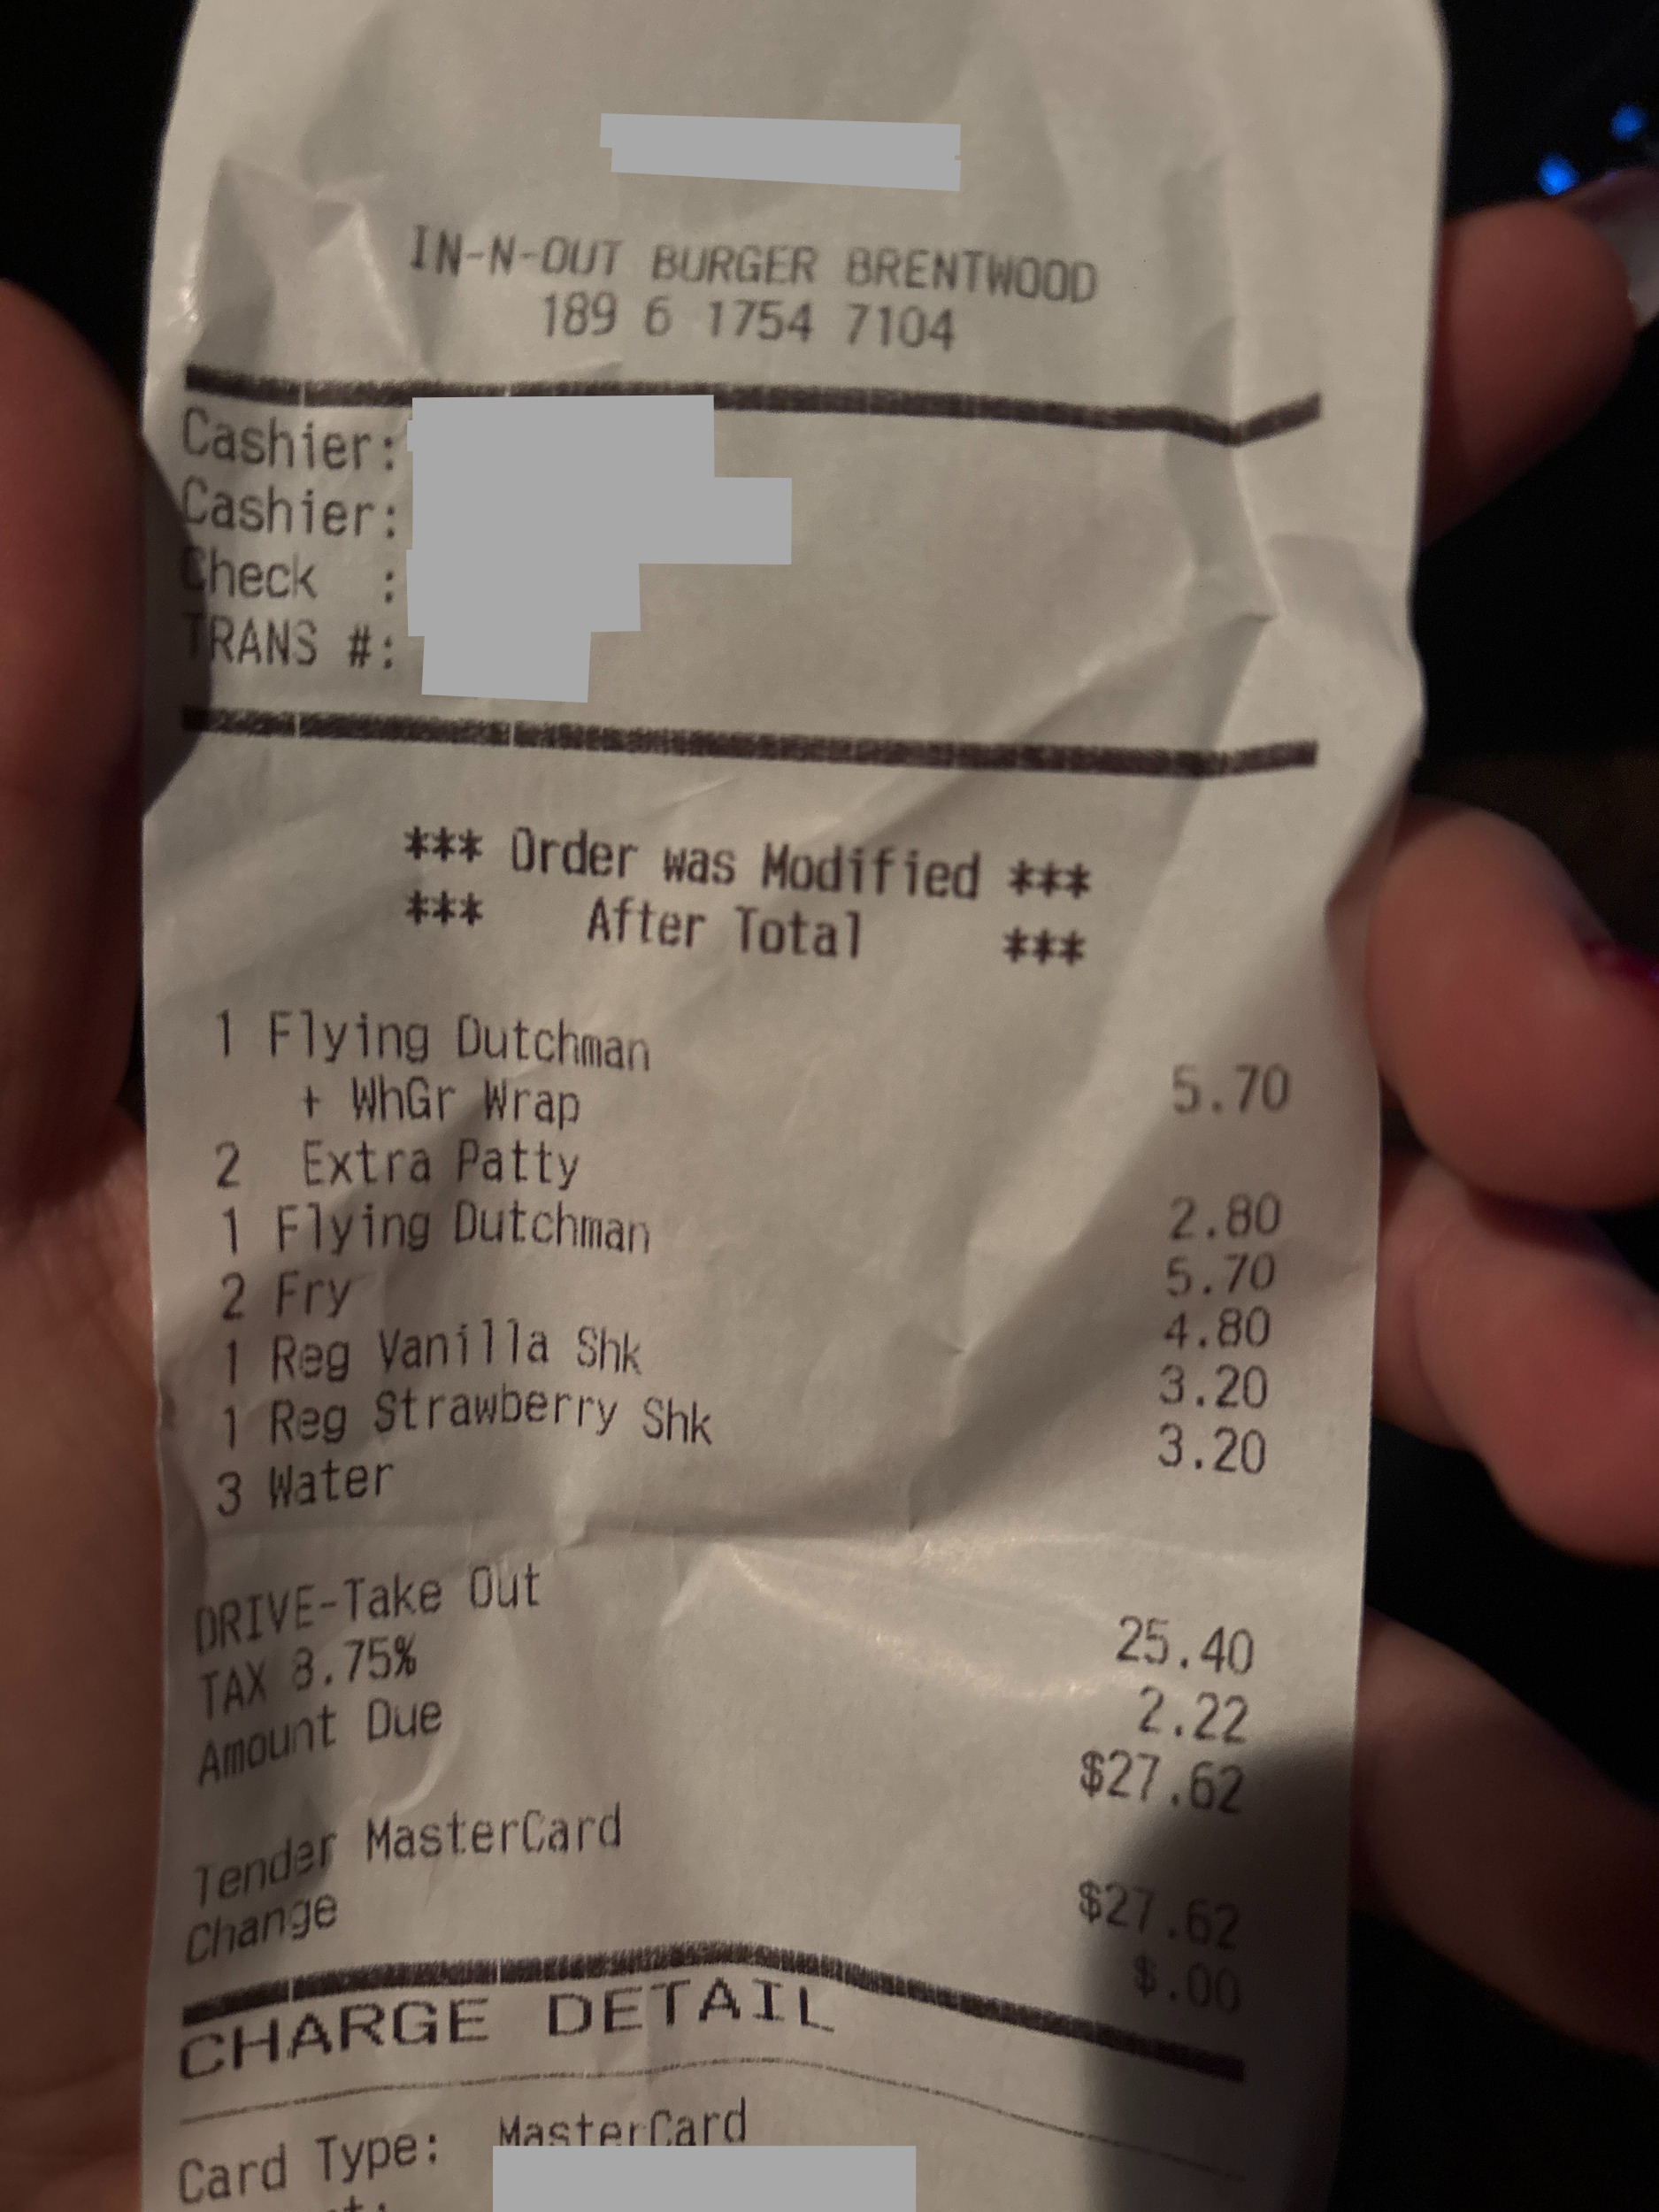 IN-N-OUT BURGER BRENTWOOD
189 6 1754 7104
Cashier:
Cashier:
Check :
TRANS #:
*** Order was Modified ***
*** After Total ***
1 Flying Dutchman 5.70
+ WhGr Wrap
2 Extra Patty 2.80
1 Flying Dutchman 5.70
2 Fry 4.80
1 Reg Vanilla Shk 3.20
1 Reg Strawberry Shk 3.20
3 Water
DRIVE-Take Out 25.40
TAX 8.75% 2.22
Amount Due $27.62
Tender MasterCard $27.62
Change $.00
CHARGE DETAIL
Card Type: MasterCard